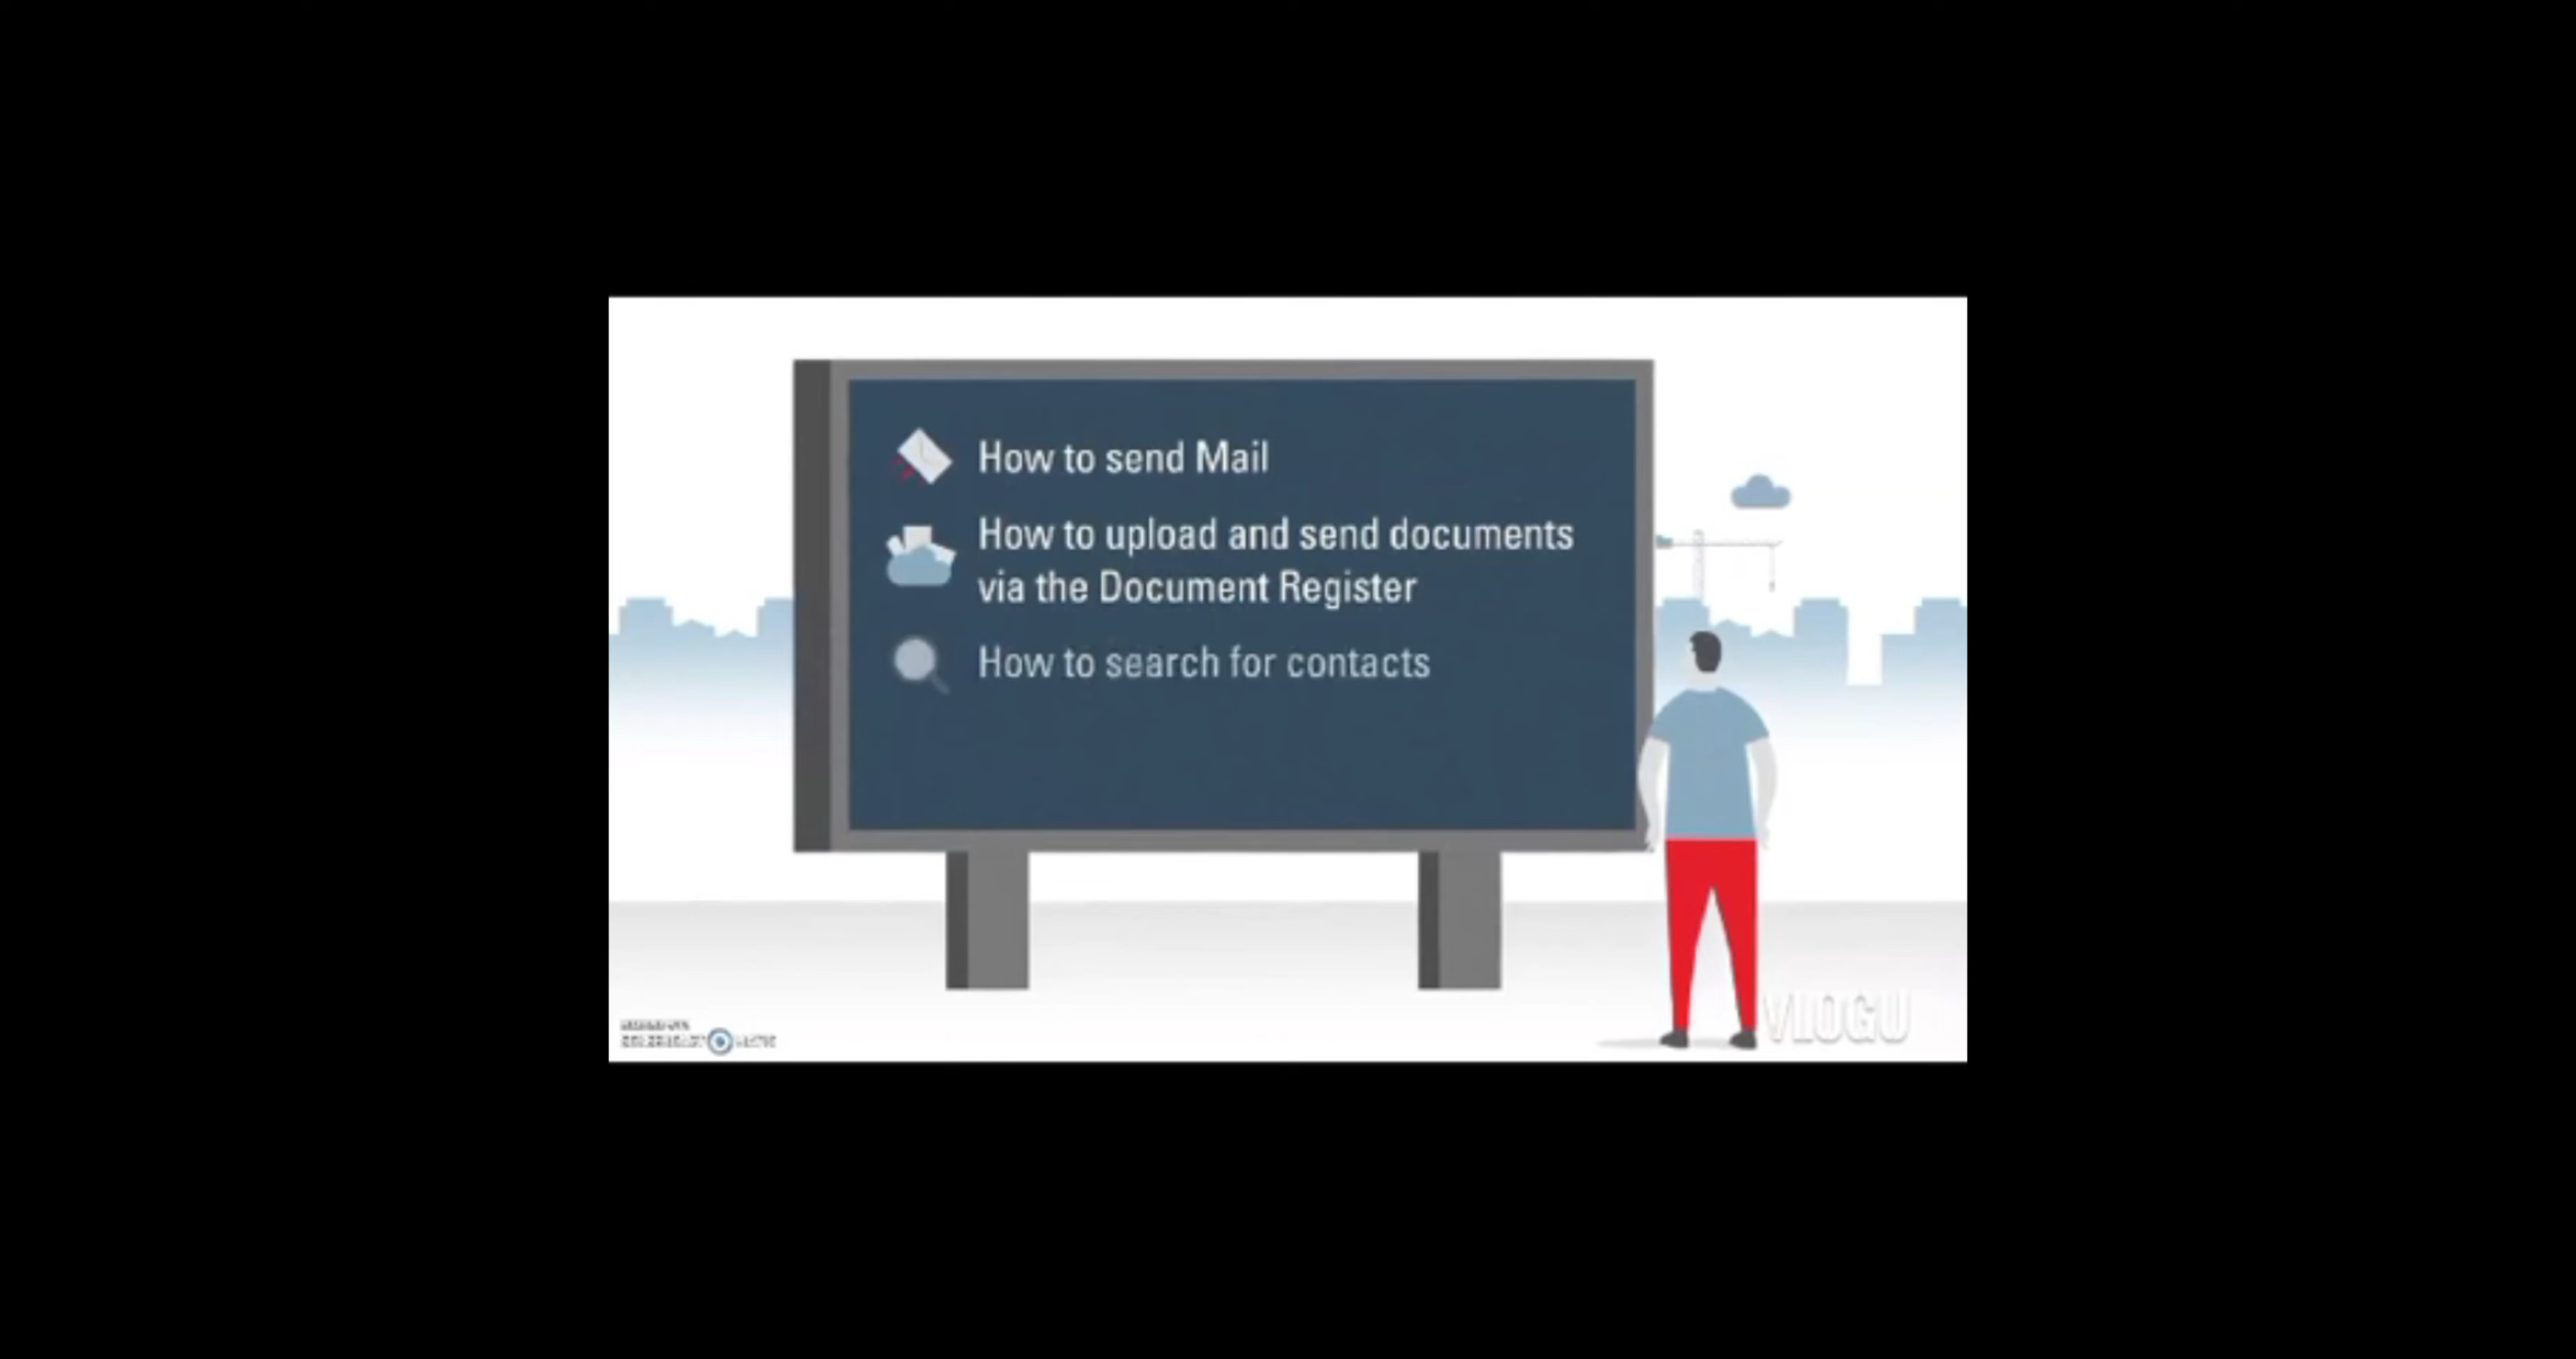 How to send Mail
How to upload and send documents
via the Document Register
How to search for contacts
VLOGU